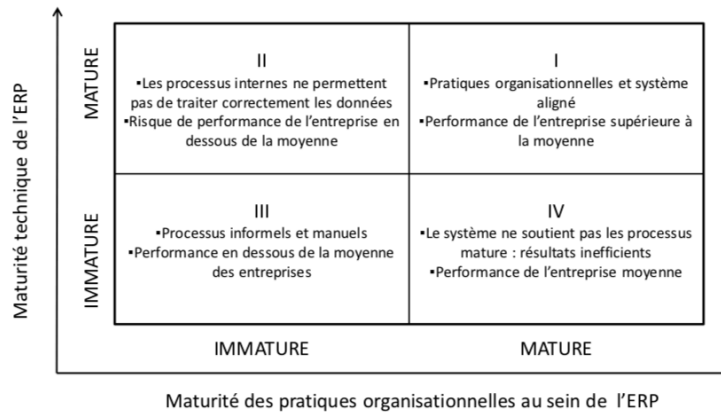 Maturité technique de l'ERP
MATURE
II
▪Les processus internes ne permettent
pas de traiter correctement les données
▪Risque de performance de l'entreprise en
dessous de la moyenne
I
▪Pratiques organisationnelles et système
aligné
▪Performance de l'entreprise supérieure à
la moyenne
IMMATURE
III
▪Processus informels et manuels
▪Performance en dessous de la moyenne
des entreprises
IV
▪Le système ne soutient pas les processus
mature : résultats inefficients
▪Performance de l'entreprise moyenne
IMMATURE
MATURE
Maturité des pratiques organisationnelles au sein de l'ERP